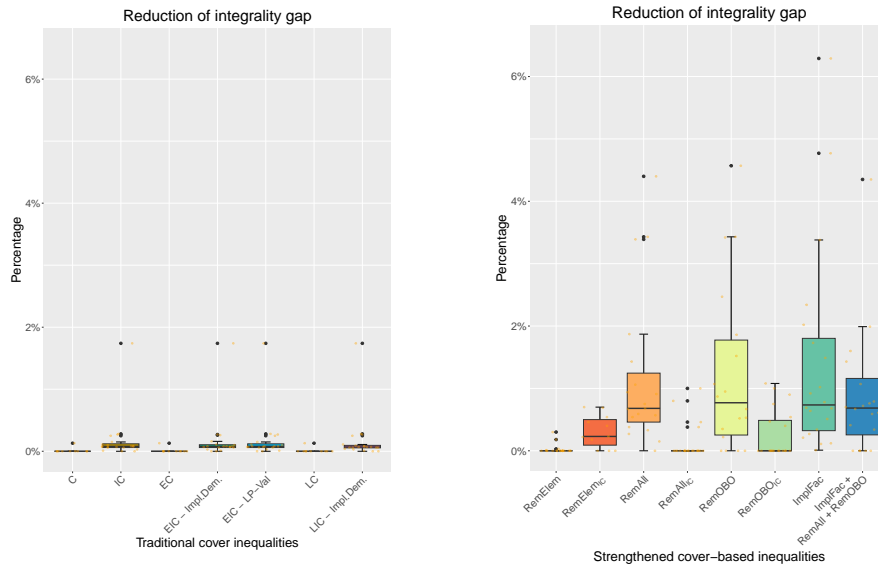 Reduction of integrality gap
6%
4%
2%
0%
Percentage
C
IC
EC
EIC − Impl.Dem.
EIC − LP−Val
LC
LIC − Impl.Dem.
Traditional cover inequalities
Reduction of integrality gap
6%
4%
2%
0%
Percentage
RemElem
RemElemIC
RemAll
RemAllIC
RemOBO
RemOBOIC
ImplFac
ImplFac +
RemAll + RemOBO
Strengthened cover−based inequalities